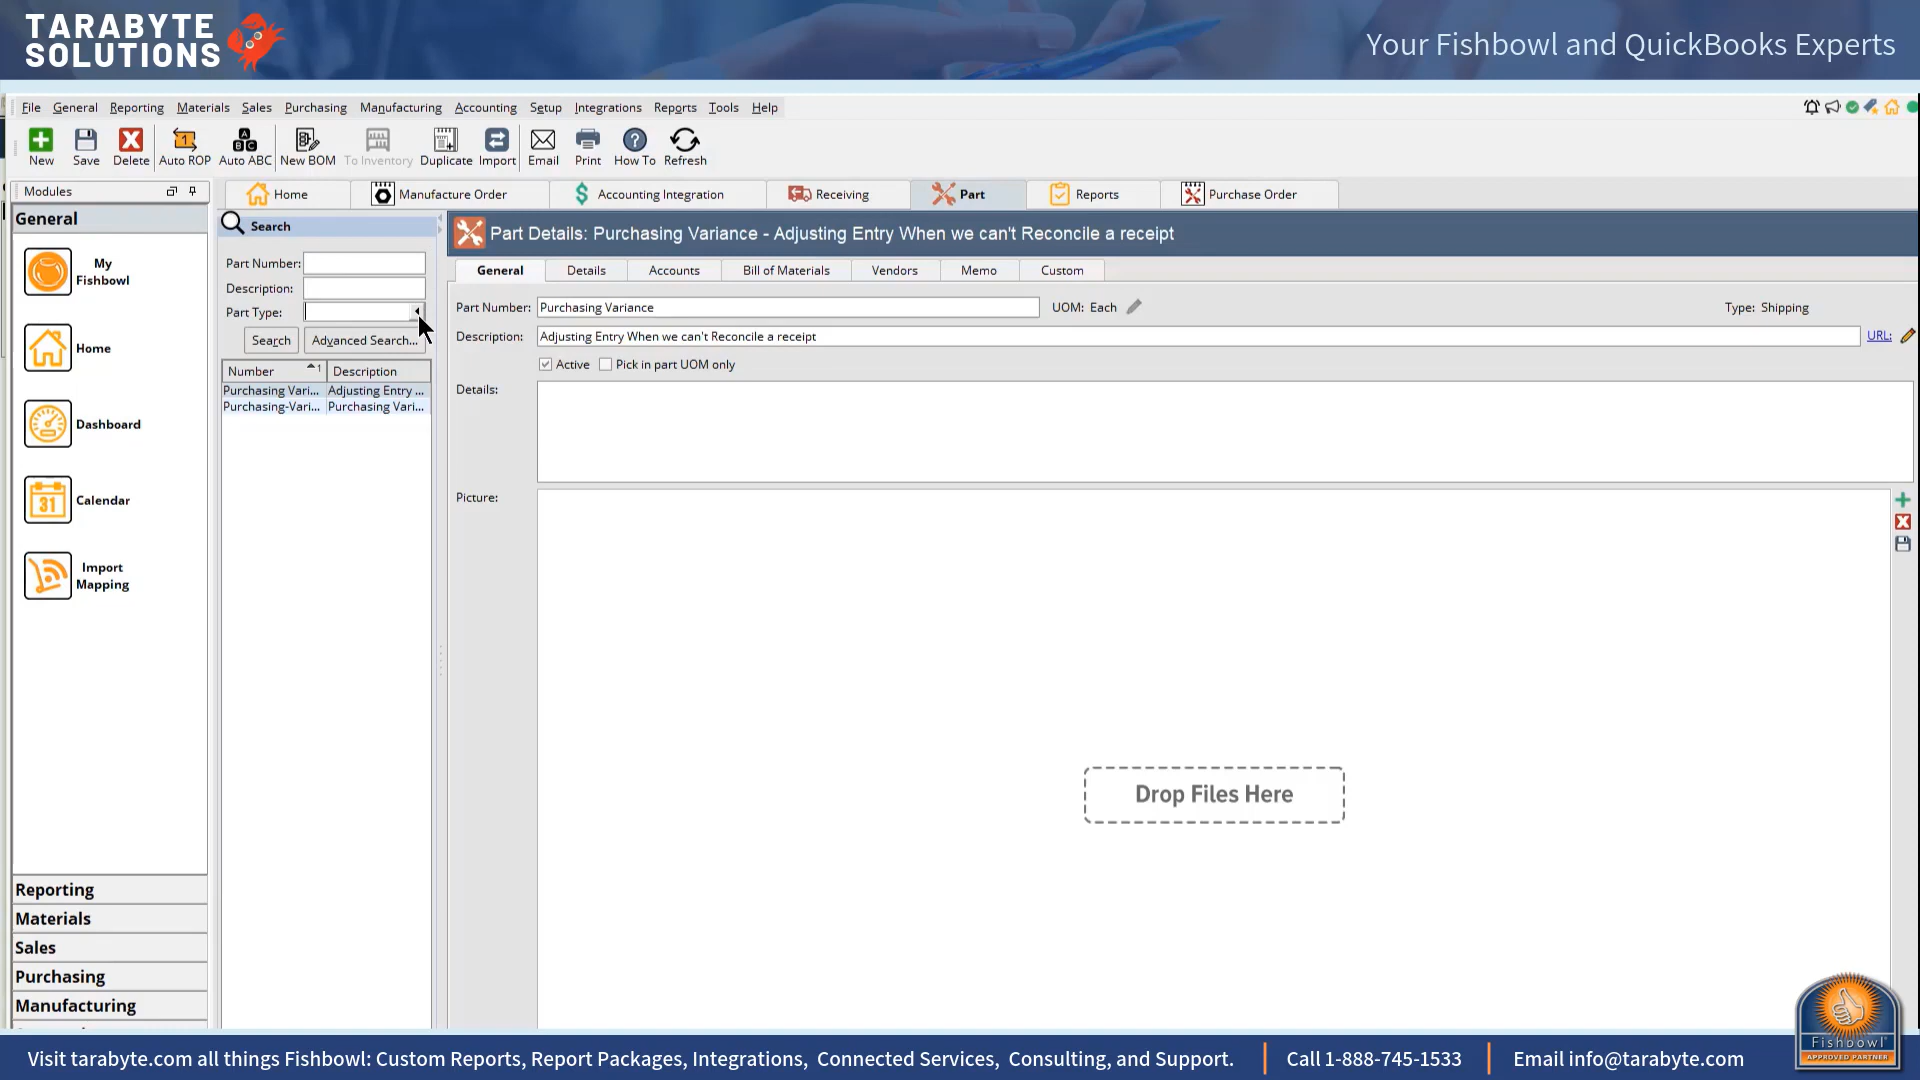 TARABYTE
SOLUTIONS
Your Fishbowl and QuickBooks Experts
File General Reporting Materials Sales Purchasing Manufacturing Accounting Setup Integrations Reports Tools Help
New Save Delete Auto ROP Auto ABC New BOM To Inventory Duplicate Import Email Print How To Refresh
Modules
Home Manufacture Order Accounting Integration Receiving Part Reports Purchase Order
General
My
Fishbowl
Home
Dashboard
31
Calendar
Import
Mapping
Reporting
Materials
Sales
Purchasing
Manufacturing
Search
Part Number:
Description:
Part Type:
Search Advanced Search...
Number 1 Description
Purchasing Vari... Adjusting Entry ...
Purchasing-Vari... Purchasing Vari...
Part Details: Purchasing Variance - Adjusting Entry When we can't Reconcile a receipt
General Details Accounts Bill of Materials Vendors Memo Custom
Part Number: Purchasing Variance UOM: Each Type: Shipping
Description: Adjusting Entry When we can't Reconcile a receipt URL:
Active Pick in part UOM only
Details:
Picture:
Drop Files Here
Fishbowl
APPROVED PARTNER
Visit tarabyte.com all things Fishbowl: Custom Reports, Report Packages, Integrations, Connected Services, Consulting, and Support. Call 1-888-745-1533 Email info@tarabyte.com